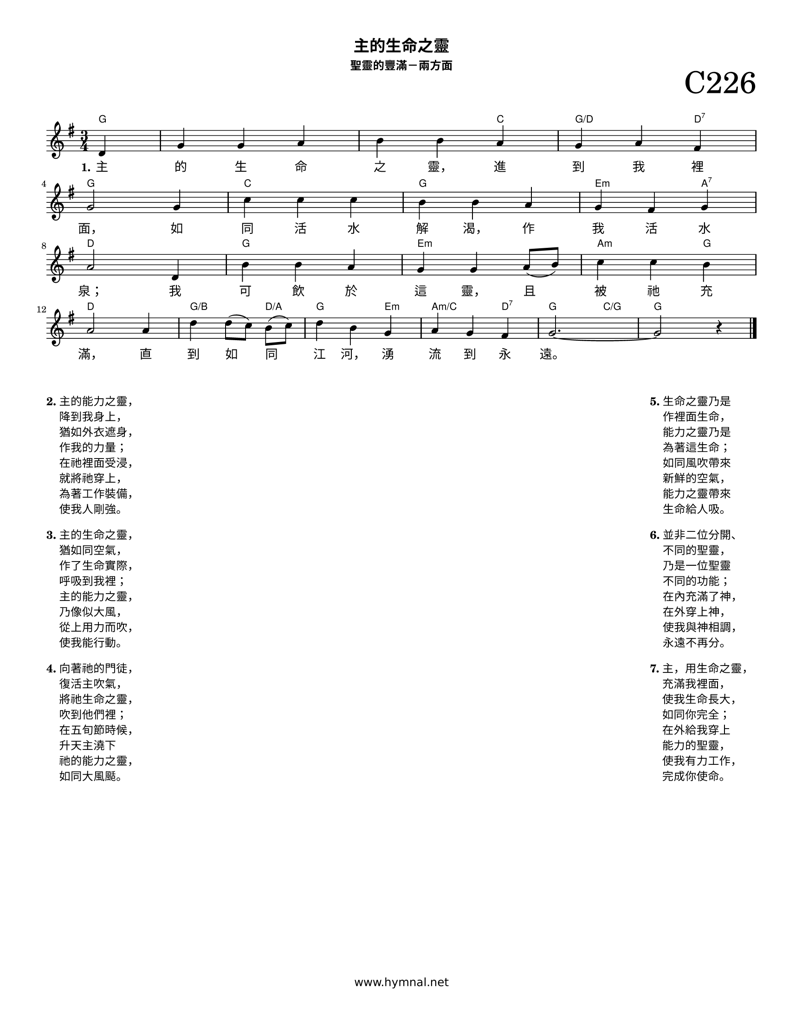 主的生命之靈
聖靈的豐滿－兩方面
C226
G C G/D D7
3
4
1. 主 的 生 命 之 靈， 進 到 我 裡
4 G C G Em A7
面， 如 同 活 水 解 渴， 作 我 活 水
8 D G Em Am G
泉； 我 可 飲 於 這 靈， 且 被 祂 充
12 D G/B D/A G Em Am/C D7 G C/G G
滿， 直 到 如 同 江 河， 湧 流 到 永 遠。
2. 主的能力之靈，
降到我身上，
猶如外衣遮身，
作我的力量；
在祂裡面受浸，
就將祂穿上，
為著工作裝備，
使我人剛強。
3. 主的生命之靈，
猶如同空氣，
作了生命實際，
呼吸到我裡；
主的能力之靈，
乃像似大風，
從上用力而吹，
使我能行動。
4. 向著祂的門徒，
復活主吹氣，
將祂生命之靈，
吹到他們裡；
在五旬節時候，
升天主澆下
祂的能力之靈，
如同大風颳。
5. 生命之靈乃是
作裡面生命，
能力之靈乃是
為著這生命；
如同風吹帶來
新鮮的空氣，
能力之靈帶來
生命給人吸。
6. 並非二位分開、
不同的聖靈，
乃是一位聖靈
不同的功能；
在內充滿了神，
在外穿上神，
使我與神相調，
永遠不再分。
7. 主，用生命之靈，
充滿我裡面，
使我生命長大，
如同你完全；
在外給我穿上
能力的聖靈，
使我有力工作，
完成你使命。
www.hymnal.net